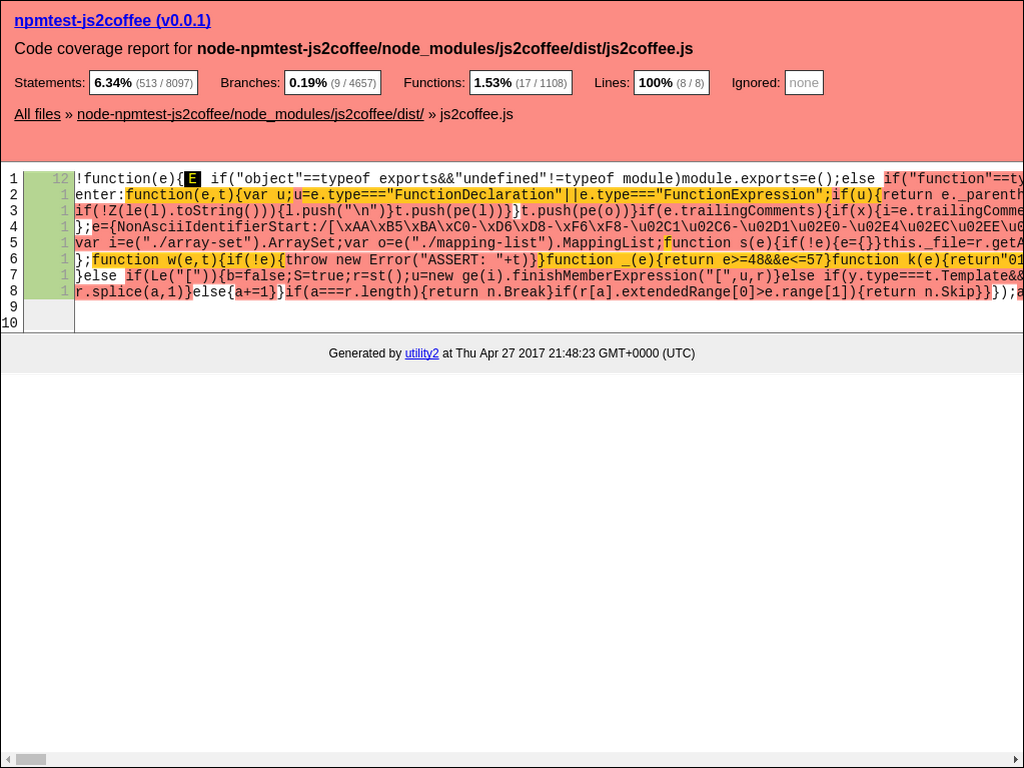 npmtest-js2coffee (v0.0.1)
Code coverage report for node-npmtest-js2coffee/node_modules/js2coffee/dist/js2coffee.js
Statements: 6.34% (513 / 8097) Branches: 0.19% (9 / 4657) Functions: 1.53% (17 / 1108) Lines: 100% (8 / 8) Ignored: none
All files » node-npmtest-js2coffee/node_modules/js2coffee/dist/ » js2coffee.js
1 12 !function(e){ E if("object"==typeof exports&&"undefined"!=typeof module)module.exports=e();else if("function"==ty
2 1 enter:function(e,t){var u;u=e.type==="FunctionDeclaration"||e.type==="FunctionExpression";if(u){return e._parenth
3 1 if(!Z(le(l).toString())){l.push("\n")}t.push(pe(l))}}t.push(pe(o))}if(e.trailingComments){if(x){i=e.trailingComme
4 1 };e={NonAsciiIdentifierStart:/[\xAA\xB5\xBA\xC0-\xD6\xD8-\xF6\xF8-\u02C1\u02C6-\u02D1\u02E0-\u02E4\u02EC\u02EE\u0
5 1 var i=e("./array-set").ArraySet;var o=e("./mapping-list").MappingList;function s(e){if(!e){e={}}this._file=r.getA
6 1 };function w(e,t){if(!e){throw new Error("ASSERT: "+t)}}function _(e){return e>=48&&e<=57}function k(e){return"01
7 1 }else if(Le("[")){b=false;S=true;r=st();u=new ge(i).finishMemberExpression("[",u,r)}else if(y.type===t.Template&&
8 1 r.splice(a,1)}else{a+=1}}if(a===r.length){return n.Break}if(r[a].extendedRange[0]>e.range[1]){return n.Skip}}});a
9
10
Generated by utility2 at Thu Apr 27 2017 21:48:23 GMT+0000 (UTC)